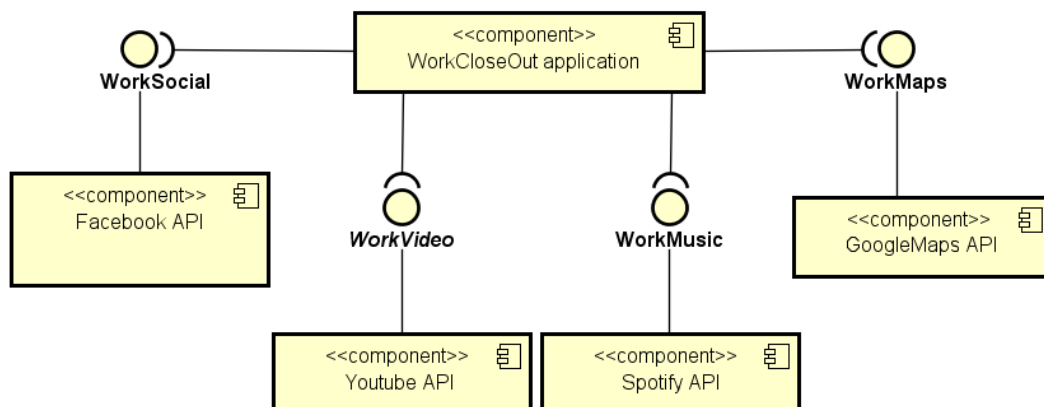 <<component>>
WorkCloseOut application
WorkSocial
WorkMaps
<<component>>
Facebook API
<<component>>
GoogleMaps API
WorkVideo
WorkMusic
<<component>>
Youtube API
<<component>>
Spotify API